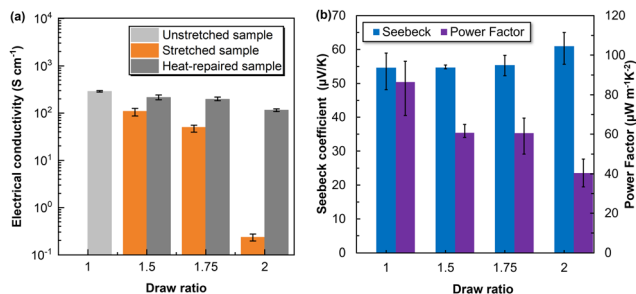 (a)
Unstretched sample
Stretched sample
Heat-repaired sample
Electrical conductivity (S cm⁻¹)
10⁴
10³
10²
10¹
10⁰
10⁻¹
1 1.5 1.75 2
Draw ratio
(b)
Seebeck Power Factor
Seebeck coefficient (µV/K)
70
60
50
40
30
20
10
0
Power Factor (µW m⁻¹K⁻²)
120
100
80
60
40
20
0
1 1.5 1.75 2
Draw ratio